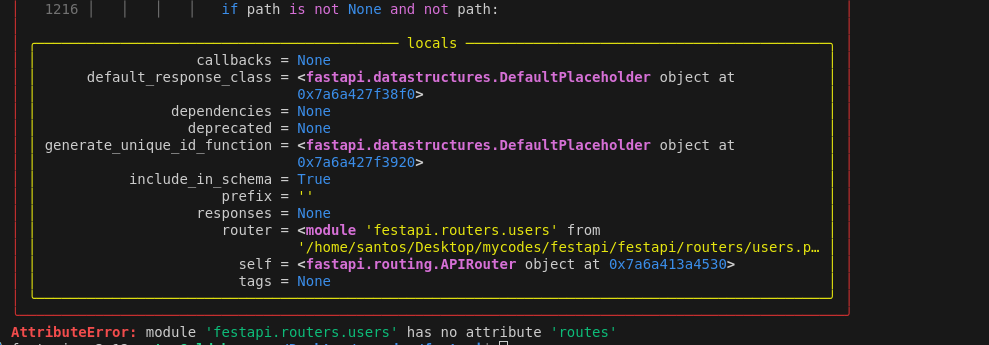 1216 if path is not None and not path:
locals
callbacks = None
default_response_class = <fastapi.datastructures.DefaultPlaceholder object at
0x7a6a427f38f0>
dependencies = None
deprecated = None
generate_unique_id_function = <fastapi.datastructures.DefaultPlaceholder object at
0x7a6a427f3920>
include_in_schema = True
prefix = ''
responses = None
router = <module 'festapi.routers.users' from
'/home/santos/Desktop/mycodes/festapi/festapi/routers/users.p…
self = <fastapi.routing.APIRouter object at 0x7a6a413a4530>
tags = None
AttributeError: module 'festapi.routers.users' has no attribute 'routes'